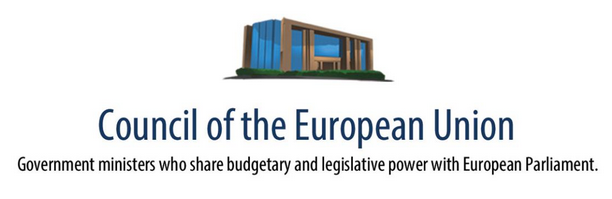 Council of the European Union
Government ministers who share budgetary and legislative power with European Parliament.